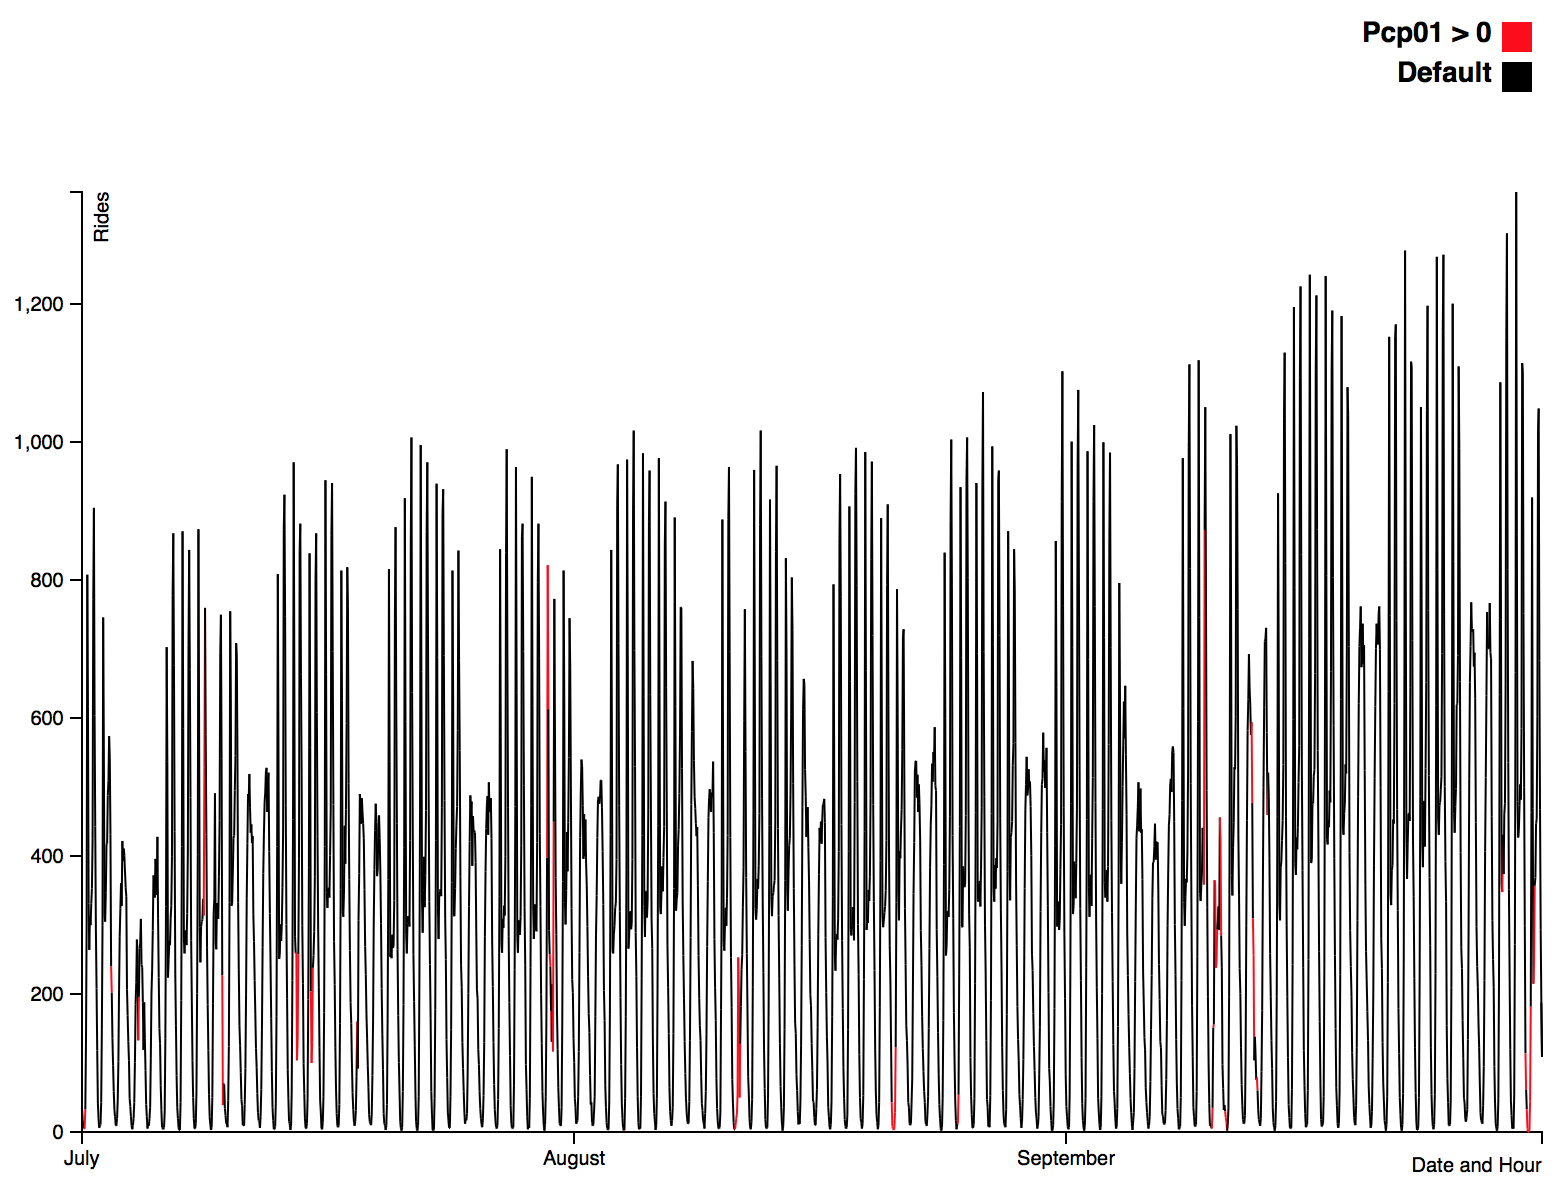 Pcp01 > 0
Default
Rides
1,200
1,000
800
600
400
200
0
July
August
September
Date and Hour